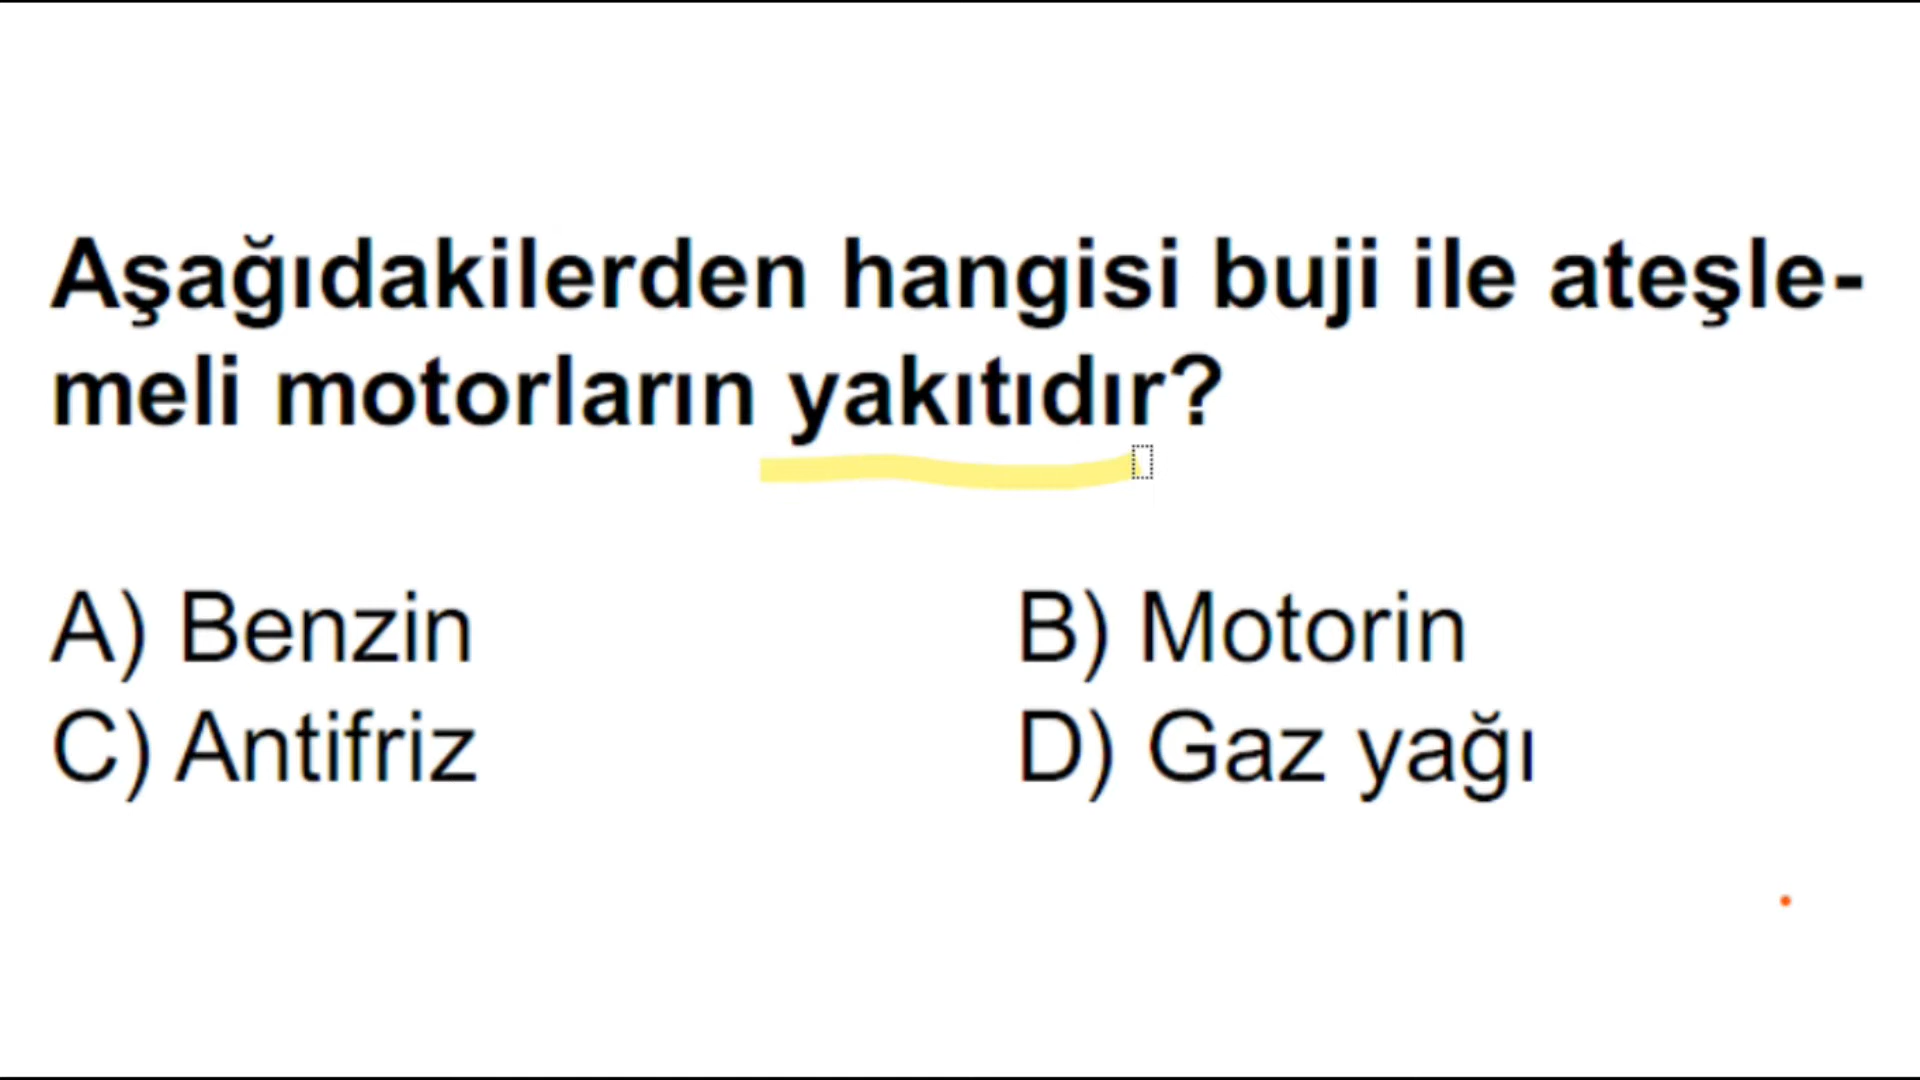 Aşağıdakilerden hangisi buji ile ateşle-
meli motorların yakıtıdır?
A) Benzin B) Motorin
C) Antifriz D) Gaz yağı